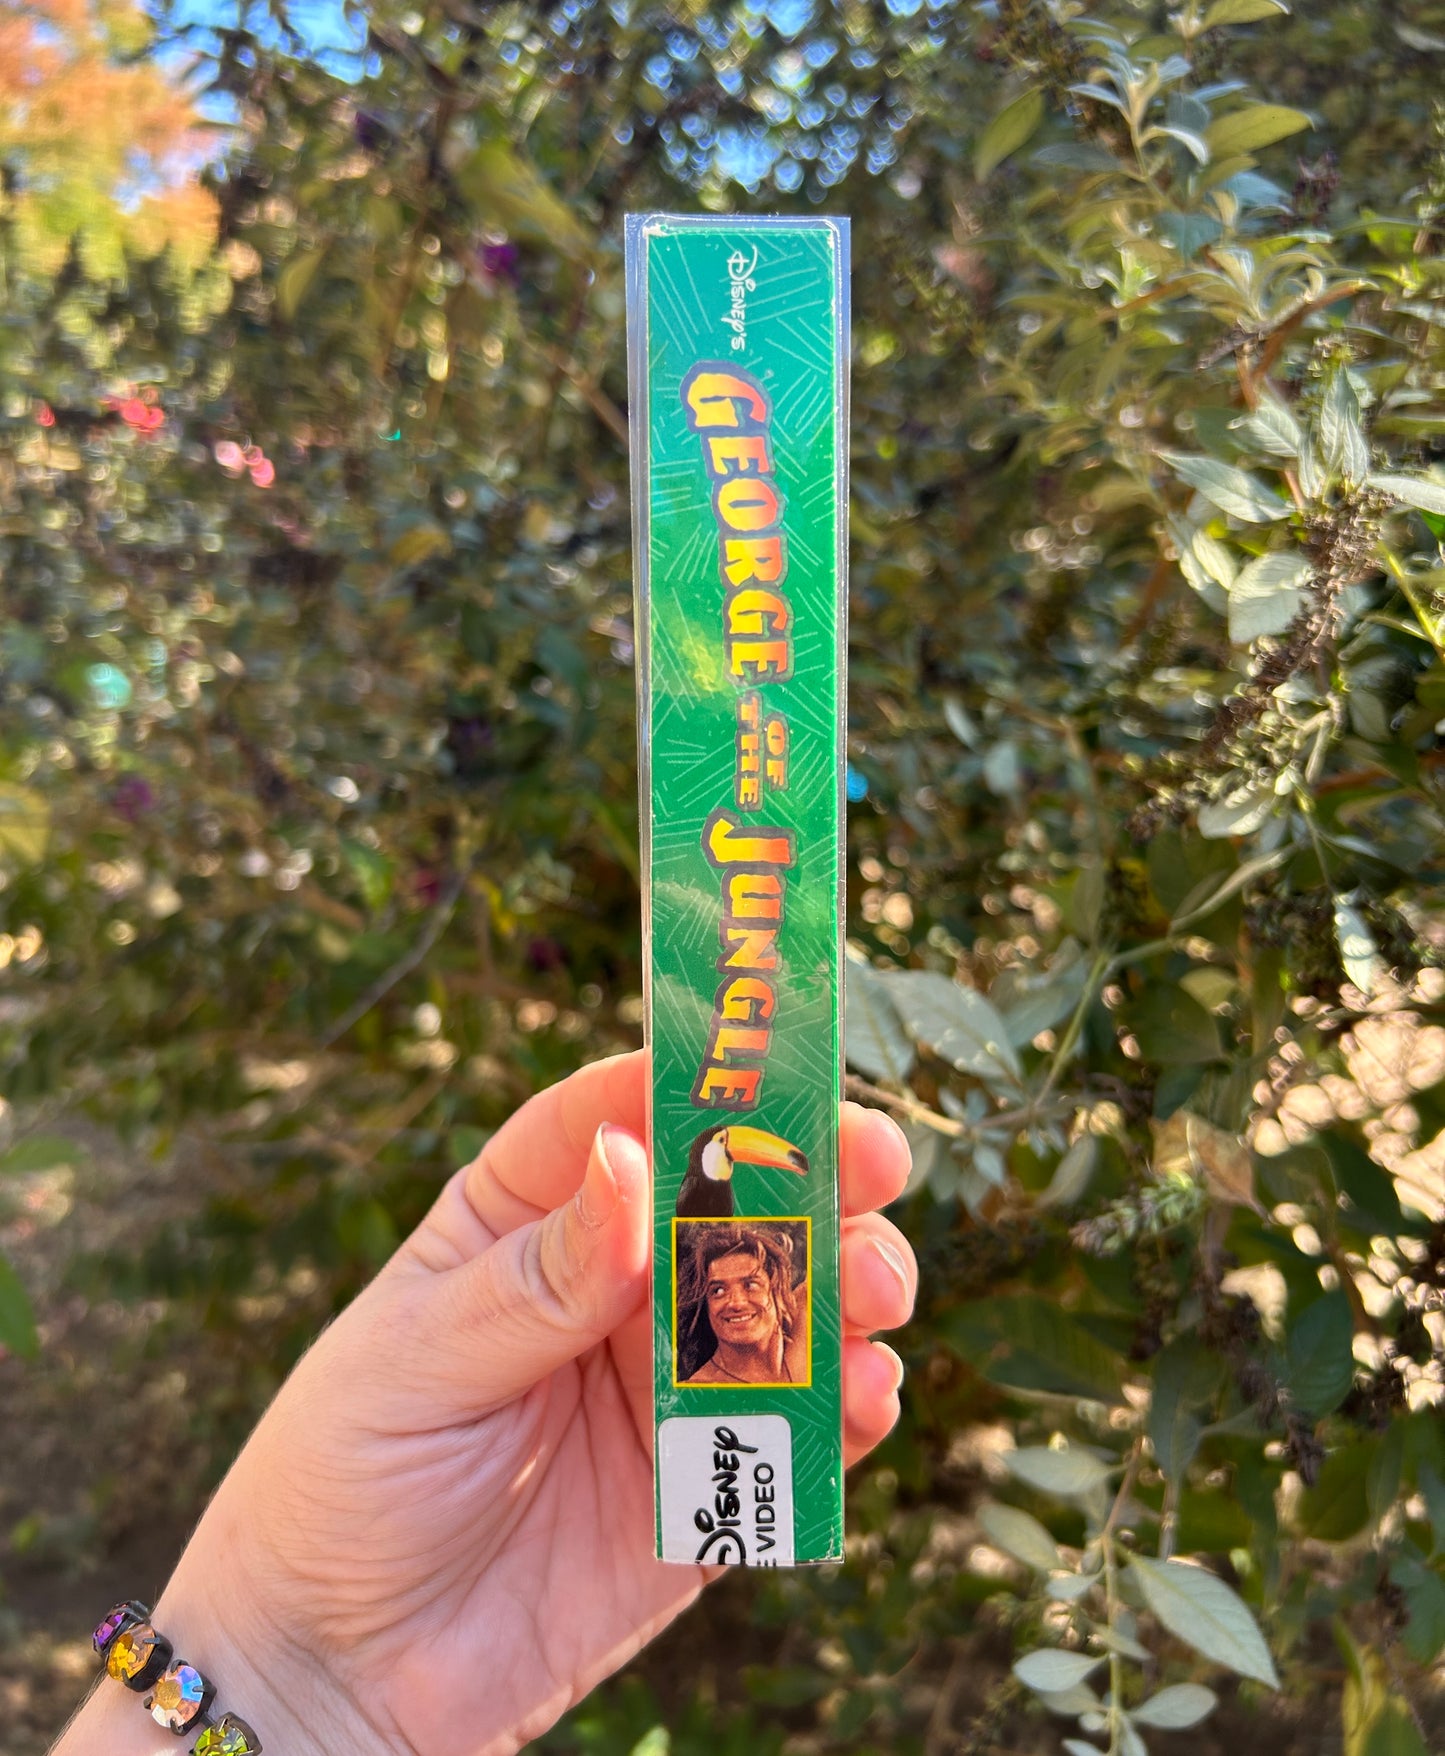 Disney's
GEORGE
OF
THE
JUNGLE
Disney
VIDEO